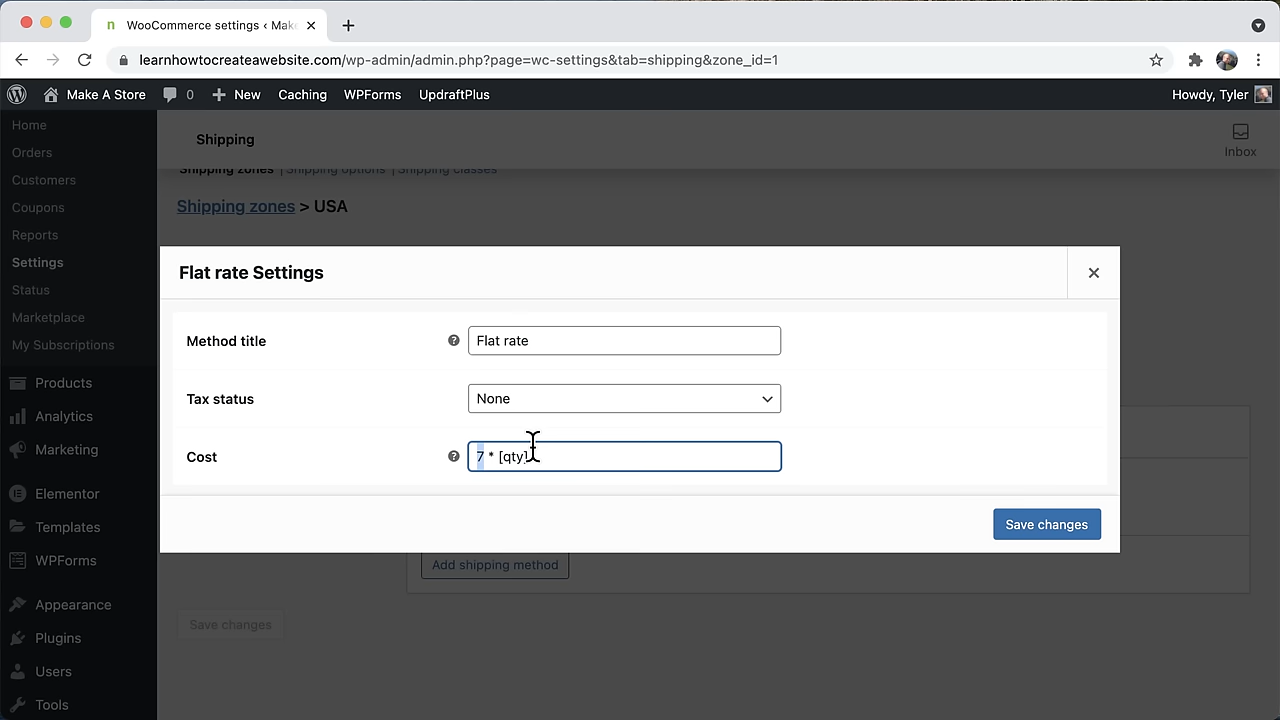 WooCommerce settings ‹ Mak
learnhowtocreateawebsite.com/wp-admin/admin.php?page=wc-settings&tab=shipping&zone_id=1
Make A Store 0 New Caching WPForms UpdraftPlus Howdy, Tyler
Home
Orders
Customers
Coupons
Reports
Settings
Status
Marketplace
My Subscriptions
Products
Analytics
Marketing
Elementor
Templates
WPForms
Appearance
Plugins
Users
Tools
Shipping
Inbox
Shipping zones | Shipping options | Shipping classes
Shipping zones > USA
Flat rate Settings
Method title Flat rate
Tax status None
Cost 7 * [qty]
Save changes
Add shipping method
Save changes